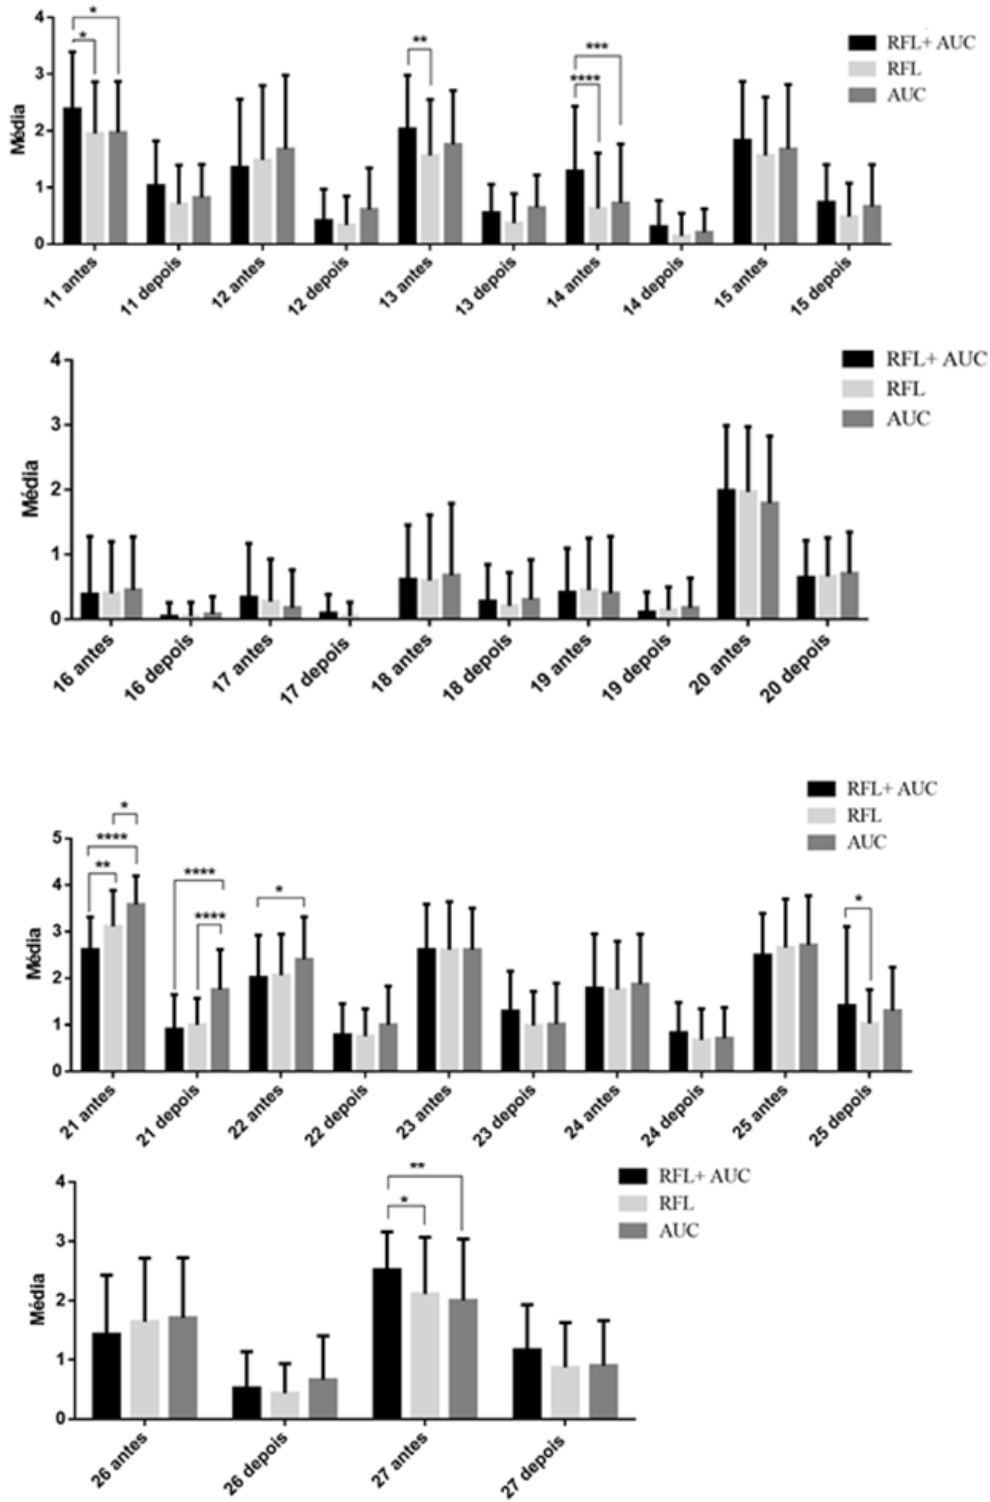 *
*
**
***
****
4
3
2
1
0
Média
RFL+ AUC
RFL
AUC
11 antes
11 depois
12 antes
12 depois
13 antes
13 depois
14 antes
14 depois
15 antes
15 depois
4
3
2
1
0
Média
RFL+ AUC
RFL
AUC
16 antes
16 depois
17 antes
17 depois
18 antes
18 depois
19 antes
19 depois
20 antes
20 depois
*
****
**
****
****
*
*
5
4
3
2
1
0
Média
RFL+ AUC
RFL
AUC
21 antes
21 depois
22 antes
22 depois
23 antes
23 depois
24 antes
24 depois
25 antes
25 depois
**
*
4
3
2
1
0
Média
RFL+ AUC
RFL
AUC
26 antes
26 depois
27 antes
27 depois